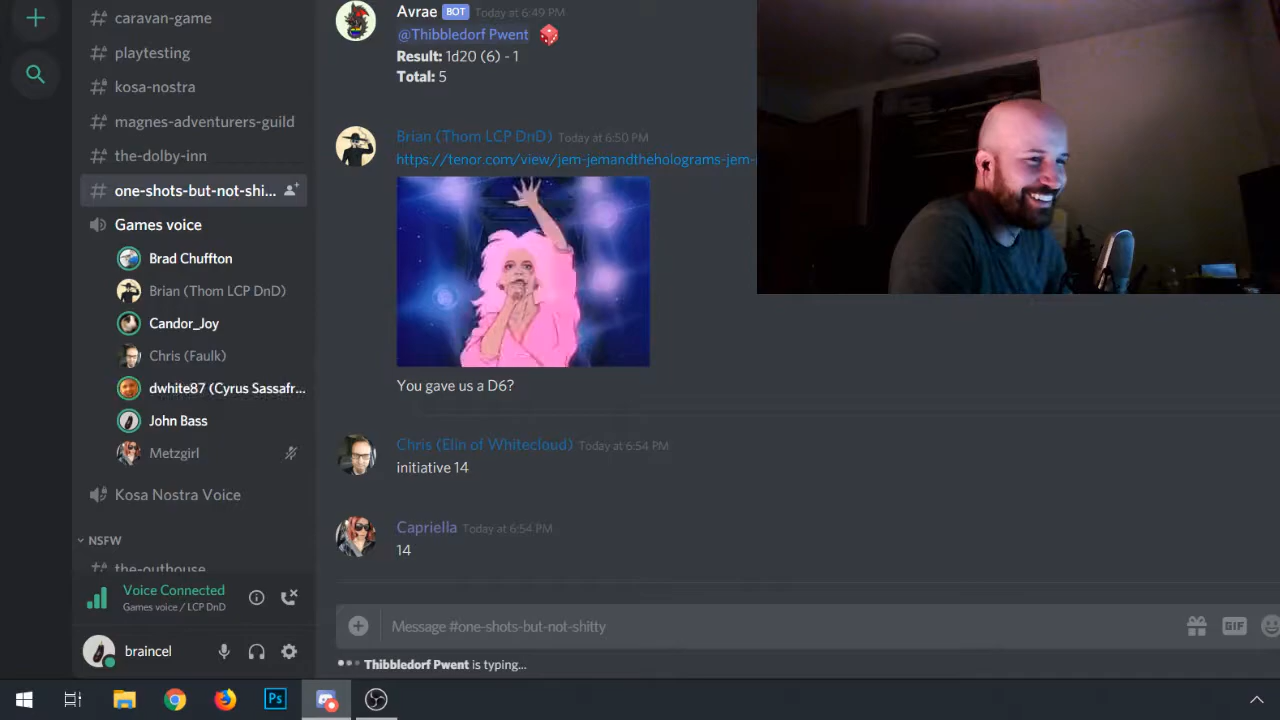 caravan-game
playtesting
kosa-nostra
magnes-adventurers-guild
the-dolby-inn
one-shots-but-not-shi...
Games voice
Brad Chuffton
Brian (Thom LCP DnD)
Candor_Joy
Chris (Faulk)
dwhite87 (Cyrus Sassafr...
John Bass
Metzgirl
Kosa Nostra Voice
NSFW
the-outhouse
Voice Connected
Games voice / LCP DnD
braincel
Avrae BOT Today at 6:49 PM
@Thibbledorf Pwent
Result: 1d20 (6) - 1
Total: 5
Brian (Thom LCP DnD) Today at 6:50 PM
https://tenor.com/view/jem-jemandtheholograms-jem-
You gave us a D6?
Chris (Elin of Whitecloud) Today at 6:54 PM
initiative 14
Capriella Today at 6:54 PM
14
Message #one-shots-but-not-shitty
GIF
Thibbledorf Pwent is typing...
Ps